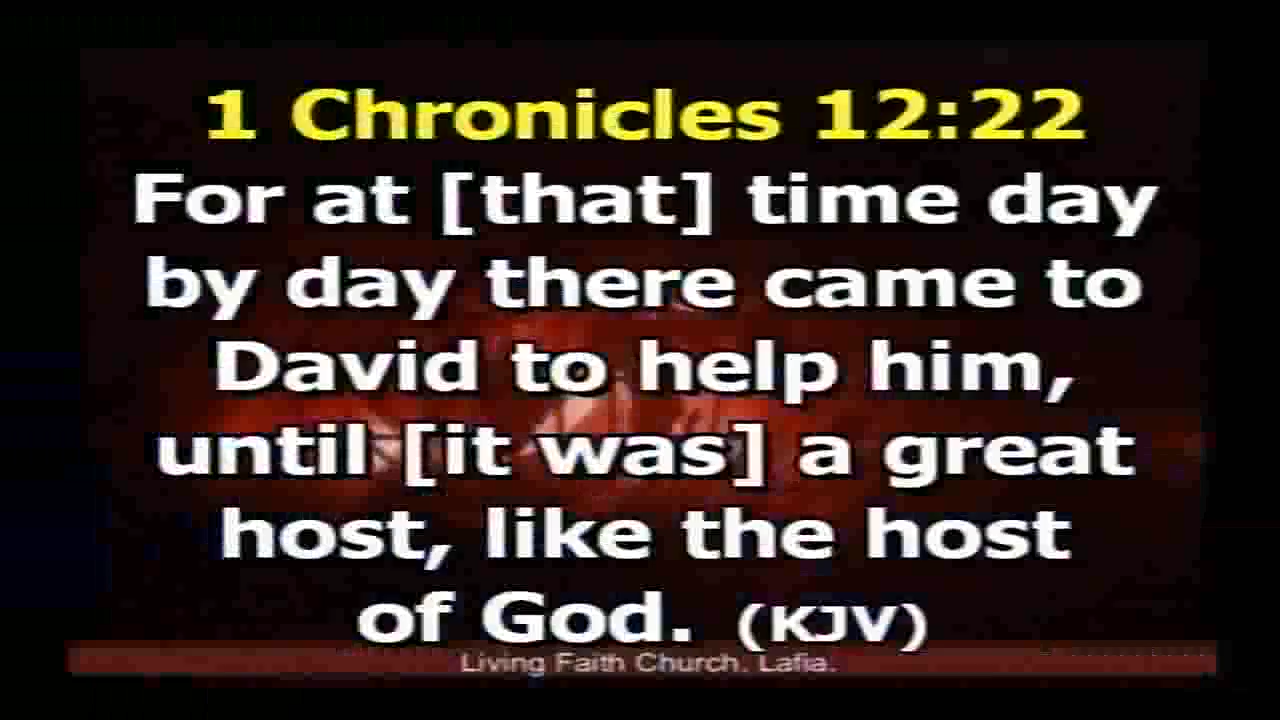 1 Chronicles 12:22
For at [that] time day
by day there came to
David to help him,
until [it was] a great
host, like the host
of God. (KJV)
Living Faith Church. Lafia.